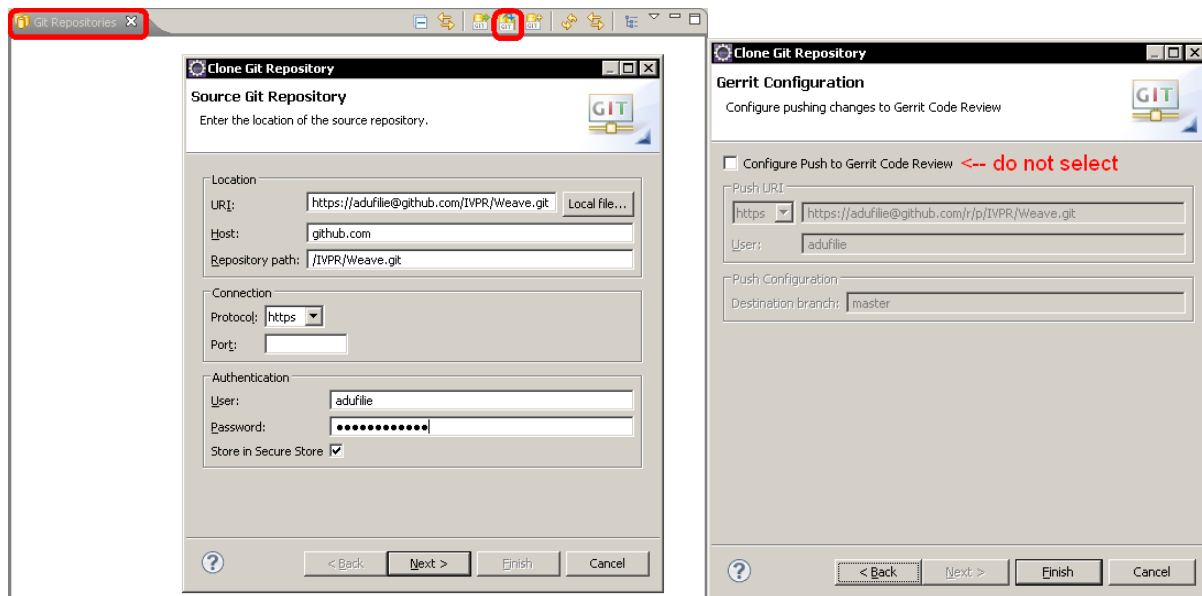 Git Repositories
Clone Git Repository
Source Git Repository
Enter the location of the source repository.
GIT
Location
URI: https://adufilie@github.com/IVPR/Weave.git Local file...
Host: github.com
Repository path: /IVPR/Weave.git
Connection
Protocol: https
Port:
Authentication
User: adufilie
Password: ●●●●●●●●●●●●
Store in Secure Store
? < Back Next > Finish Cancel
Clone Git Repository
Gerrit Configuration
Configure pushing changes to Gerrit Code Review
GIT
Configure Push to Gerrit Code Review <-- do not select
Push URI
https https://adufilie@github.com/r/p/IVPR/Weave.git
User: adufilie
Push Configuration
Destination branch: master
? < Back Next > Finish Cancel